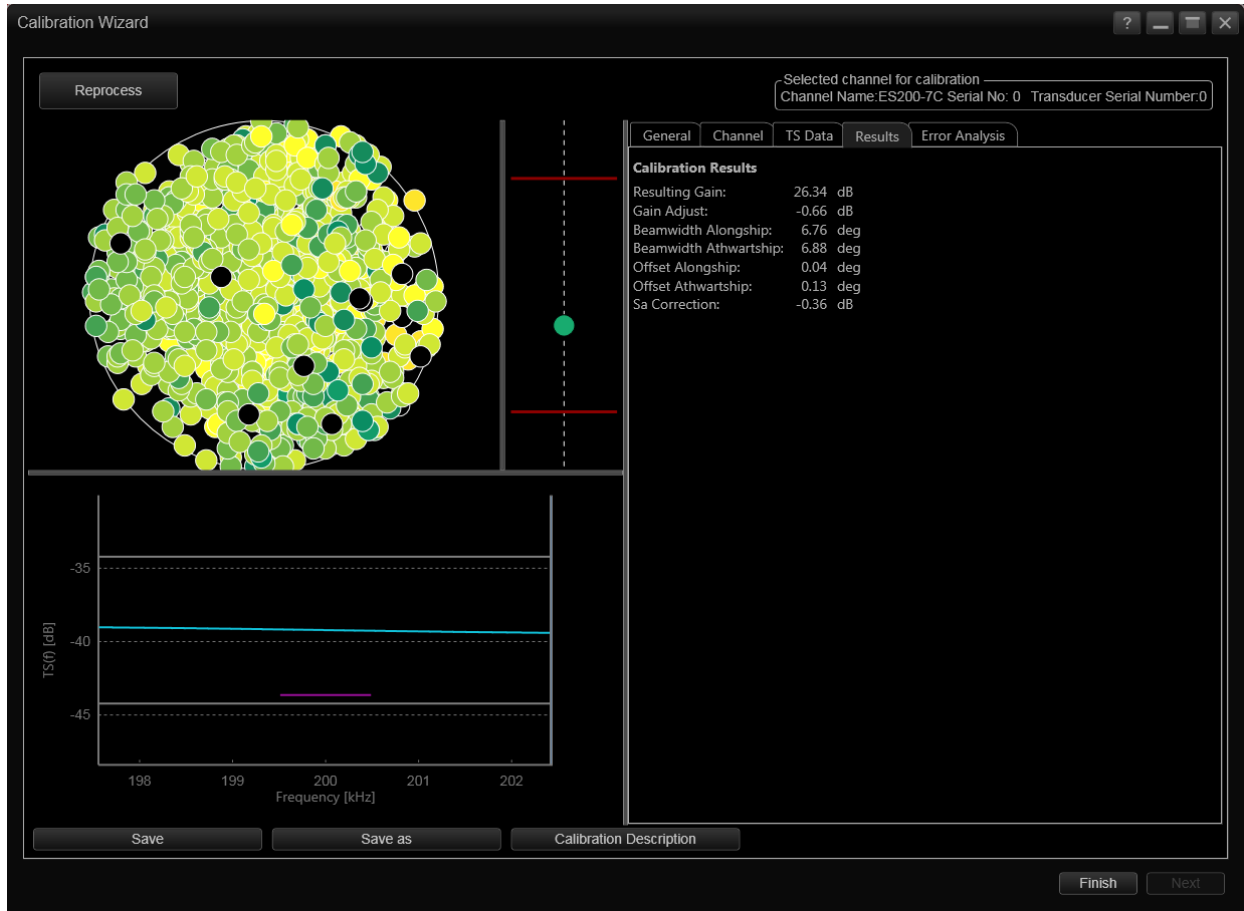 Calibration Wizard
?
Reprocess
Selected channel for calibration
Channel Name:ES200-7C Serial No: 0 Transducer Serial Number:0
General Channel TS Data Results Error Analysis
Calibration Results
Resulting Gain: 26.34 dB
Gain Adjust: -0.66 dB
Beamwidth Alongship: 6.76 deg
Beamwidth Athwartship: 6.88 deg
Offset Alongship: 0.04 deg
Offset Athwartship: 0.13 deg
Sa Correction: -0.36 dB
TS(f) [dB]
-35
-40
-45
198 199 200 201 202
Frequency [kHz]
Save Save as Calibration Description
Finish Next